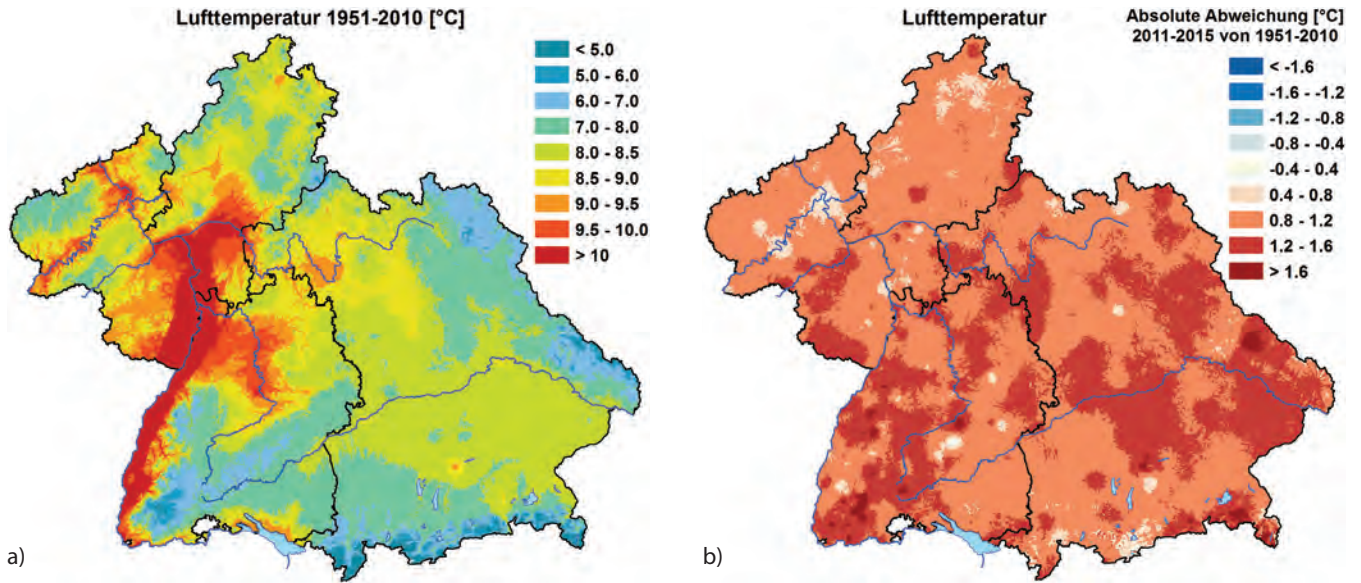 Lufttemperatur 1951-2010 [°C]
< 5.0
5.0 - 6.0
6.0 - 7.0
7.0 - 8.0
8.0 - 8.5
8.5 - 9.0
9.0 - 9.5
9.5 - 10.0
> 10
a)
Lufttemperatur
Absolute Abweichung [°C]
2011-2015 von 1951-2010
< -1.6
-1.6 - -1.2
-1.2 - -0.8
-0.8 - -0.4
-0.4 - 0.4
0.4 - 0.8
0.8 - 1.2
1.2 - 1.6
> 1.6
b)